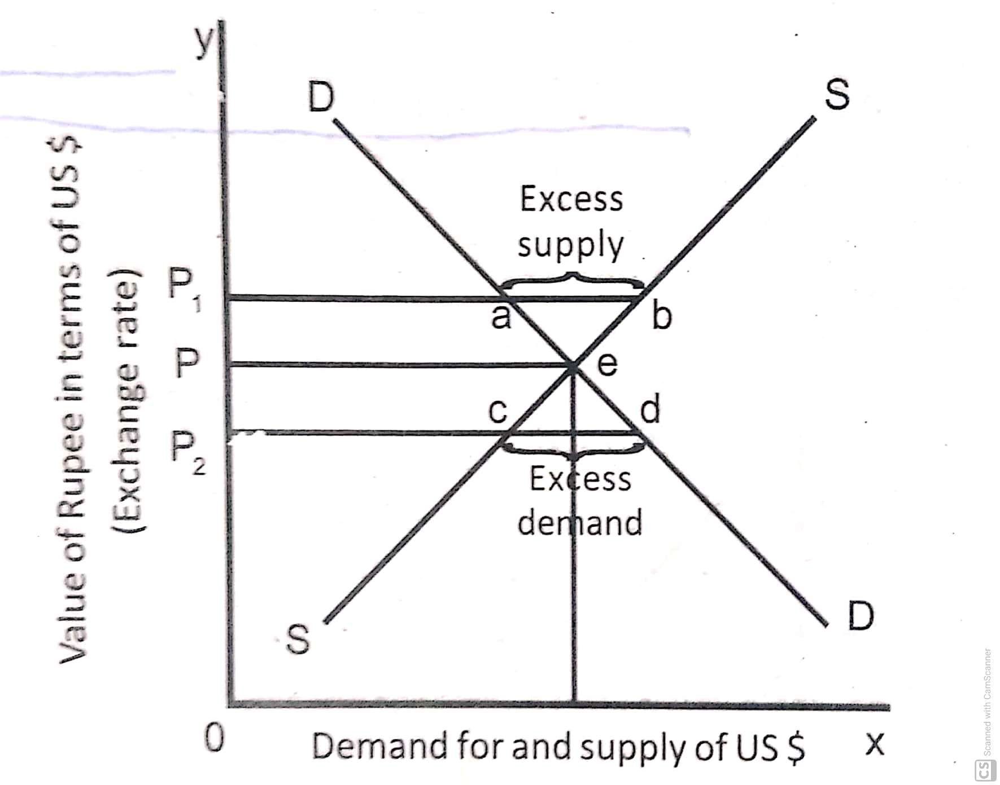 y
D
S
Excess
supply
Value of Rupee in terms of US $
(Exchange rate)
P1
a
b
P
e
c
d
P2
Excess
demand
S
D
0
Demand for and supply of US $
x
Scanned with CamScanner
CS